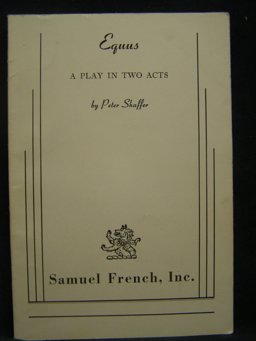 Equus
A PLAY IN TWO ACTS
by Peter Shaffer
Samuel French, Inc.